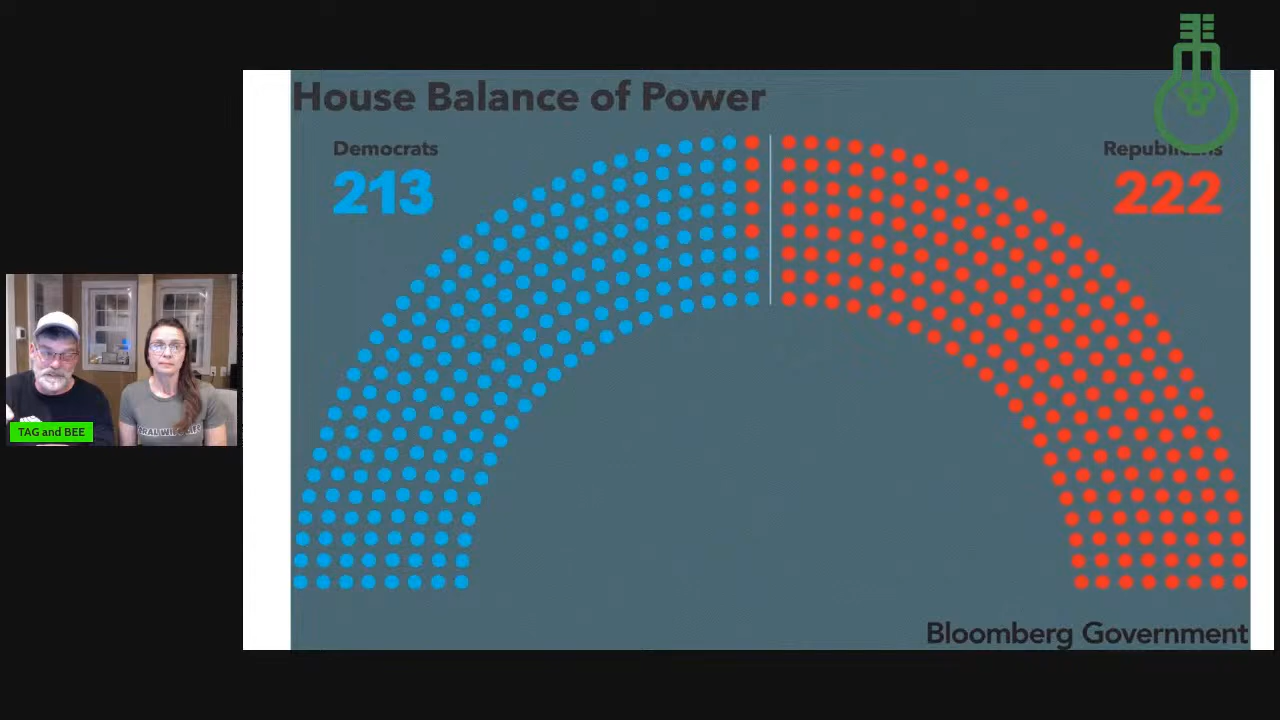 House Balance of Power
Democrats
213
Republicans
222
TAG and BEE
Bloomberg Government